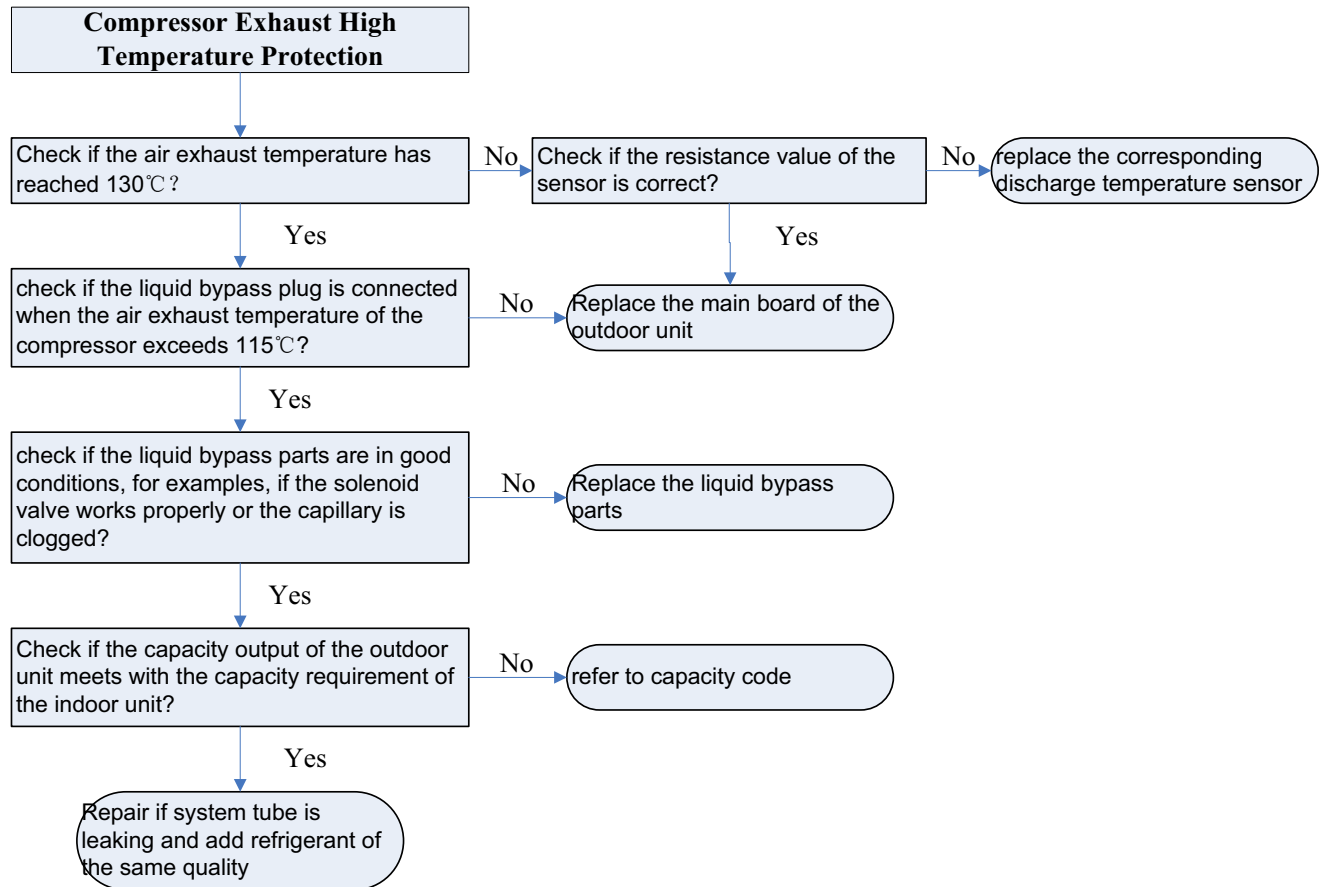 Compressor Exhaust High
Temperature Protection
Check if the air exhaust temperature has
reached 130℃?
No
Check if the resistance value of the
sensor is correct?
No
replace the corresponding
discharge temperature sensor
Yes
Yes
check if the liquid bypass plug is connected
when the air exhaust temperature of the
compressor exceeds 115℃?
No
Replace the main board of the
outdoor unit
Yes
check if the liquid bypass parts are in good
conditions, for examples, if the solenoid
valve works properly or the capillary is
clogged?
No
Replace the liquid bypass
parts
Yes
Check if the capacity output of the outdoor
unit meets with the capacity requirement of
the indoor unit?
No
refer to capacity code
Yes
Repair if system tube is
leaking and add refrigerant of
the same quality